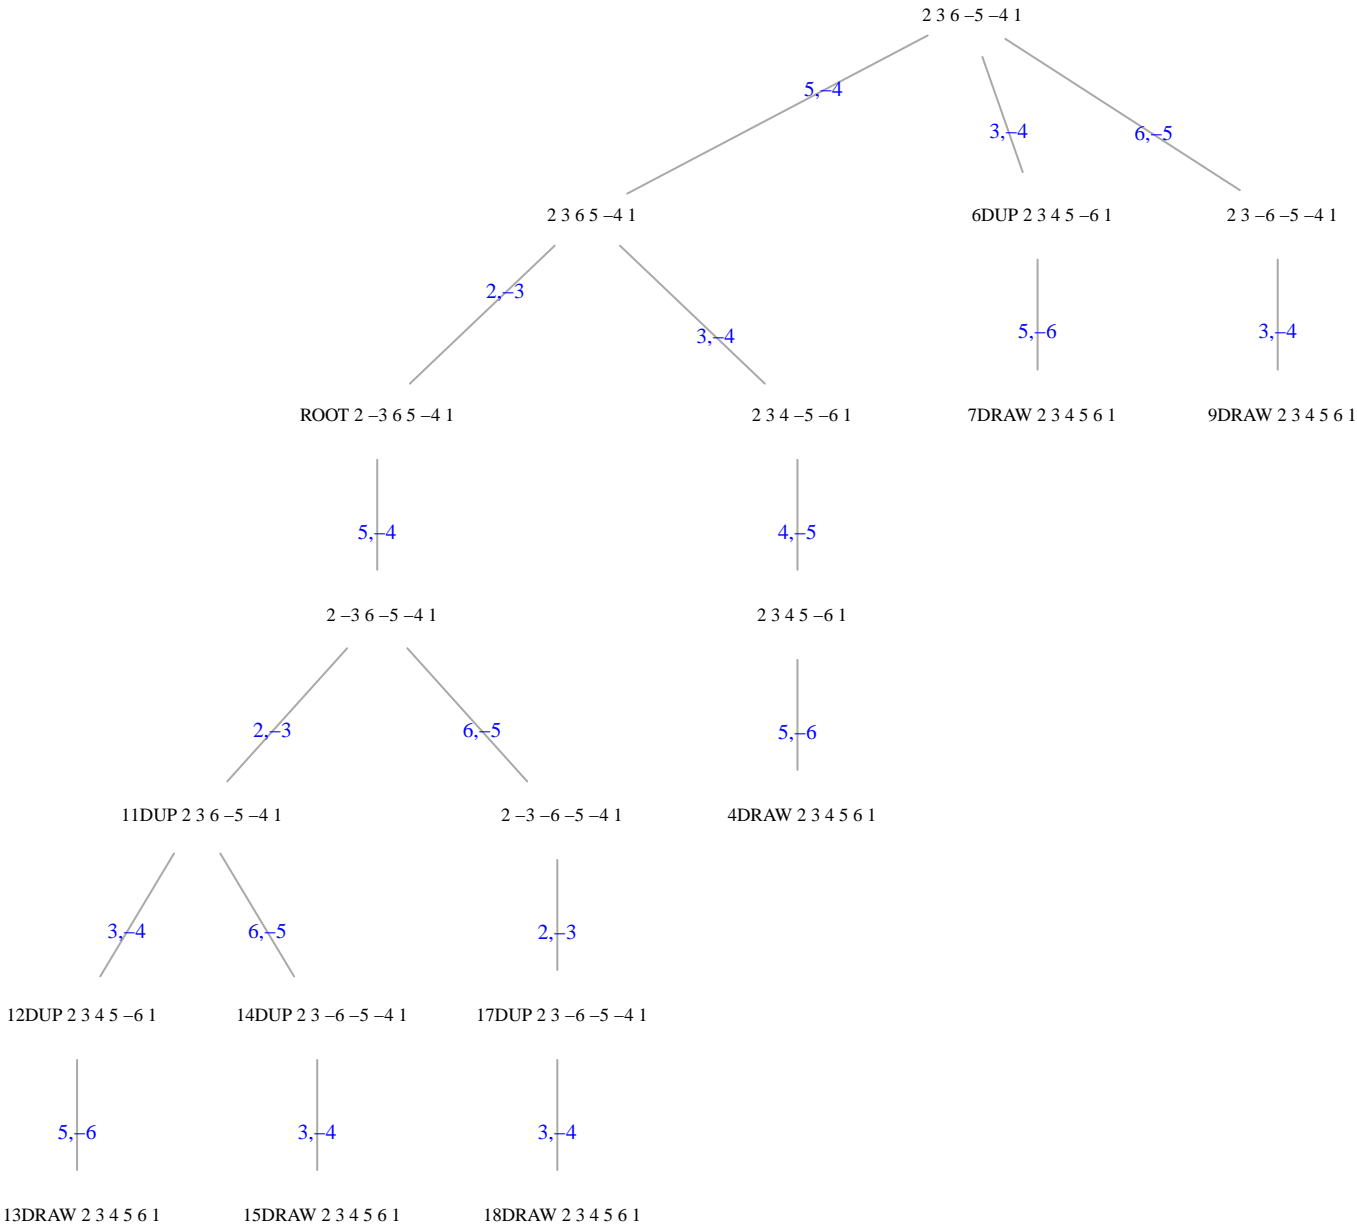 2 3 6 –5 –4 1
5,–4
3,–4
6,–5
2 3 6 5 –4 1
6DUP 2 3 4 5 –6 1
2 3 –6 –5 –4 1
2,–3
3,–4
5,–6
3,–4
ROOT 2 –3 6 5 –4 1
2 3 4 –5 –6 1
7DRAW 2 3 4 5 6 1
9DRAW 2 3 4 5 6 1
5,–4
4,–5
2 –3 6 –5 –4 1
2 3 4 5 –6 1
2,–3
6,–5
5,–6
11DUP 2 3 6 –5 –4 1
2 –3 –6 –5 –4 1
4DRAW 2 3 4 5 6 1
3,–4
6,–5
2,–3
12DUP 2 3 4 5 –6 1
14DUP 2 3 –6 –5 –4 1
17DUP 2 3 –6 –5 –4 1
5,–6
3,–4
3,–4
13DRAW 2 3 4 5 6 1
15DRAW 2 3 4 5 6 1
18DRAW 2 3 4 5 6 1